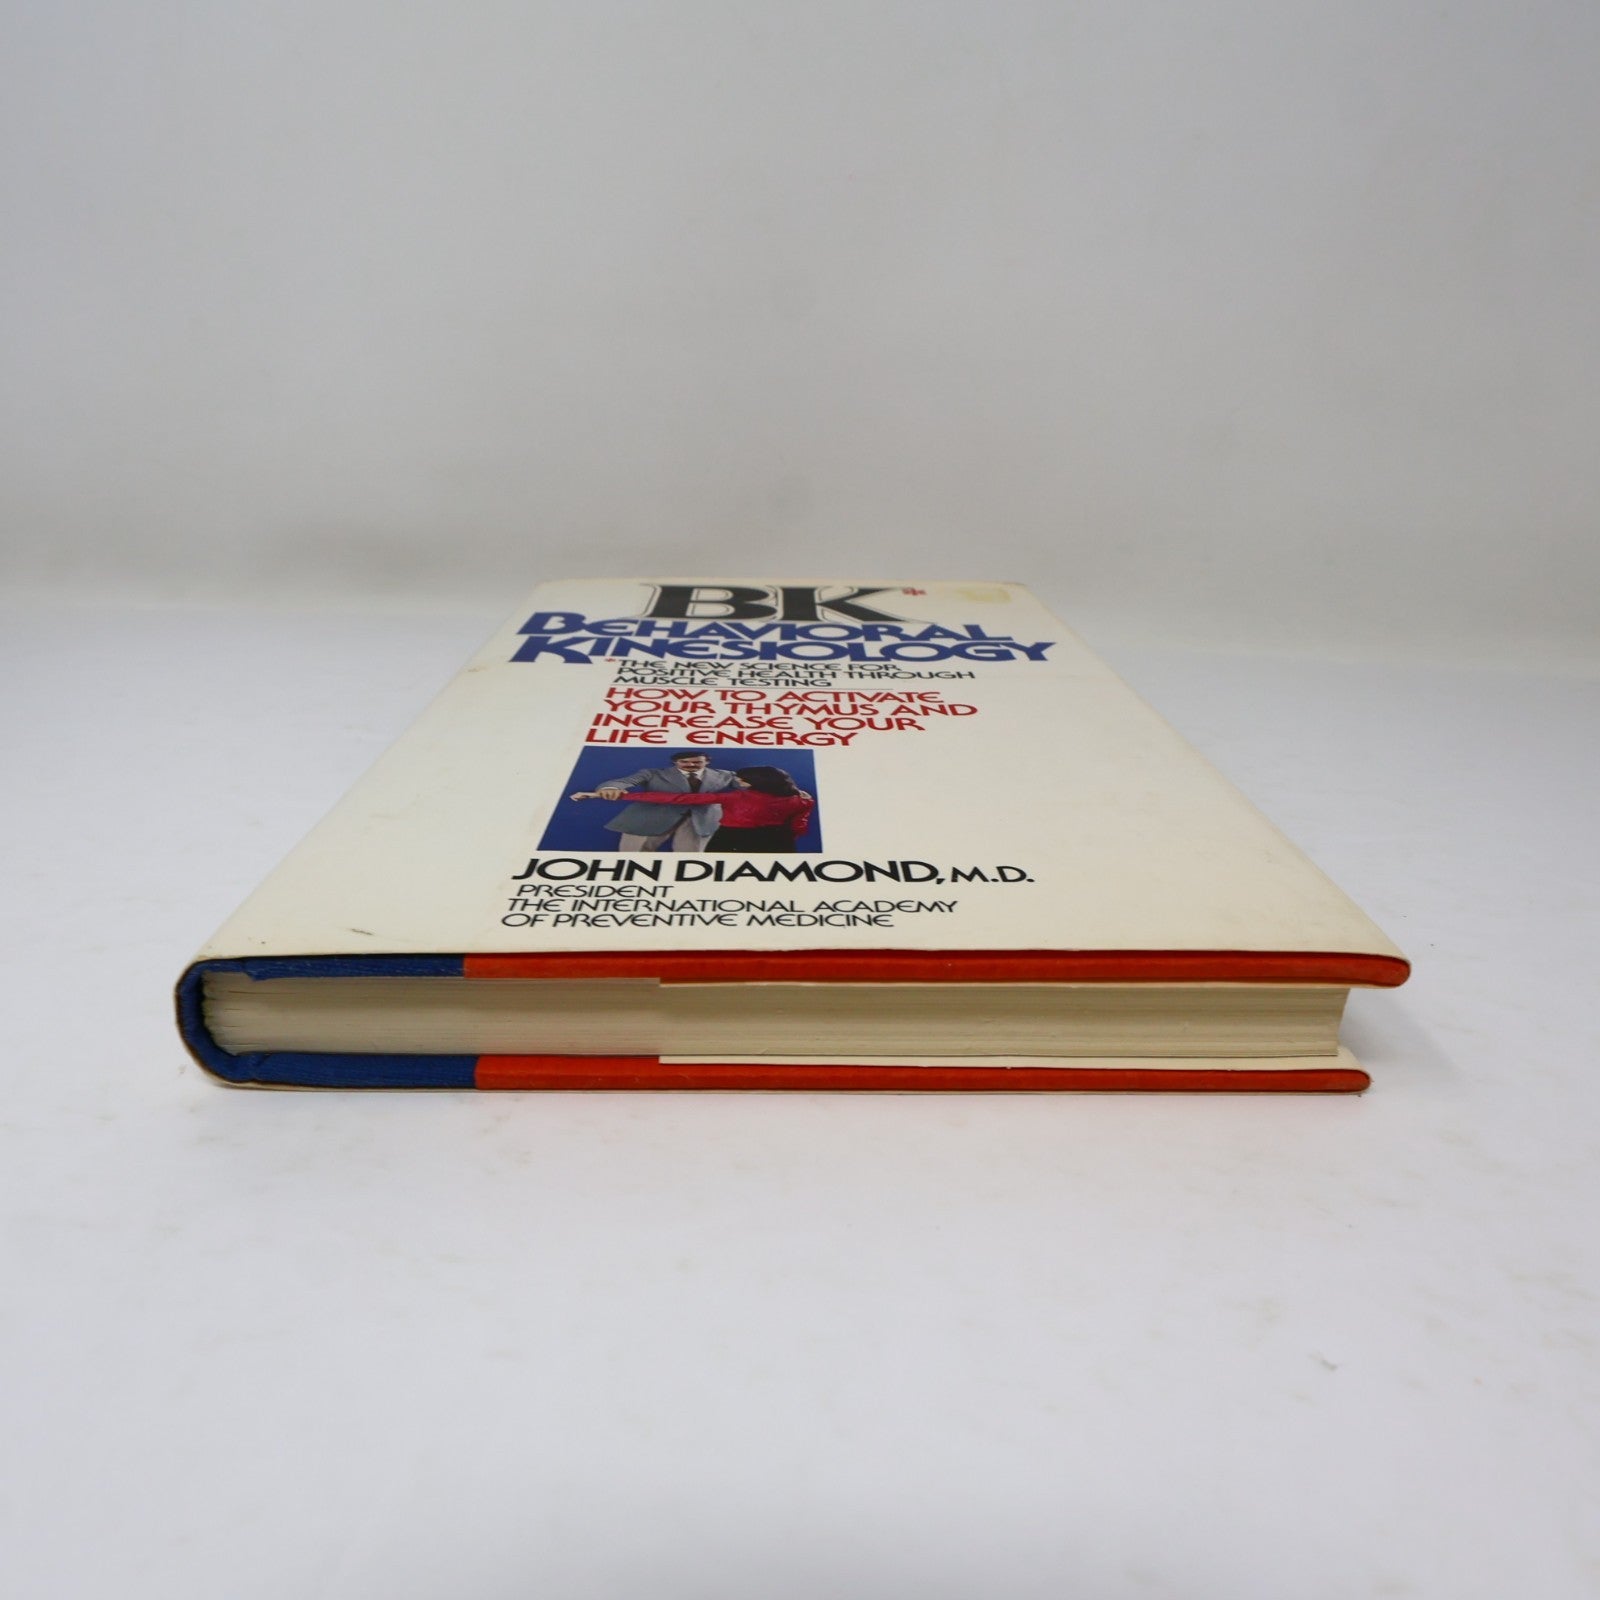 BK*
BEHAVIORAL
KINESIOLOGY
*THE NEW SCIENCE FOR
POSITIVE HEALTH THROUGH
MUSCLE TESTING
HOW TO ACTIVATE
YOUR THYMUS AND
INCREASE YOUR
LIFE ENERGY
JOHN DIAMOND, M.D.
PRESIDENT
THE INTERNATIONAL ACADEMY
OF PREVENTIVE MEDICINE